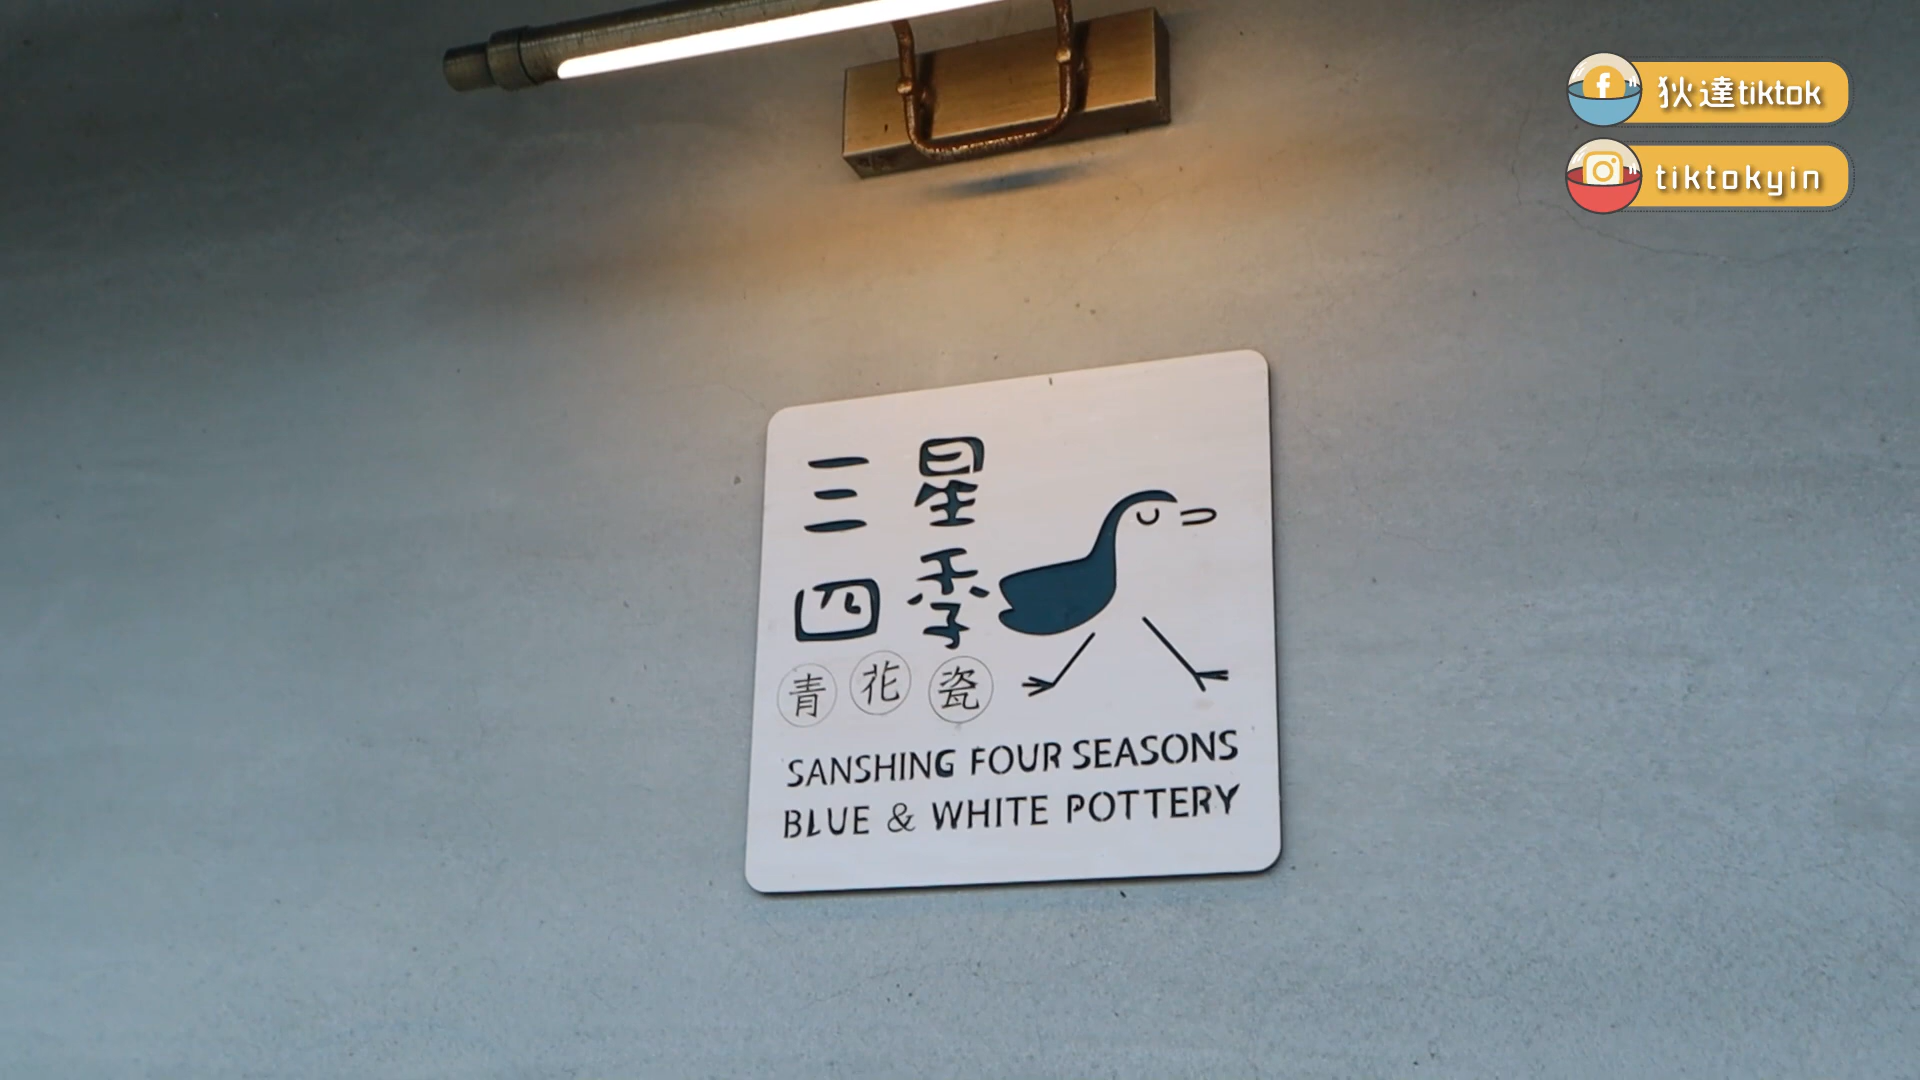 狄達tiktok
tiktokyin
三星
四季
青花瓷
SANSHING FOUR SEASONS
BLUE & WHITE POTTERY